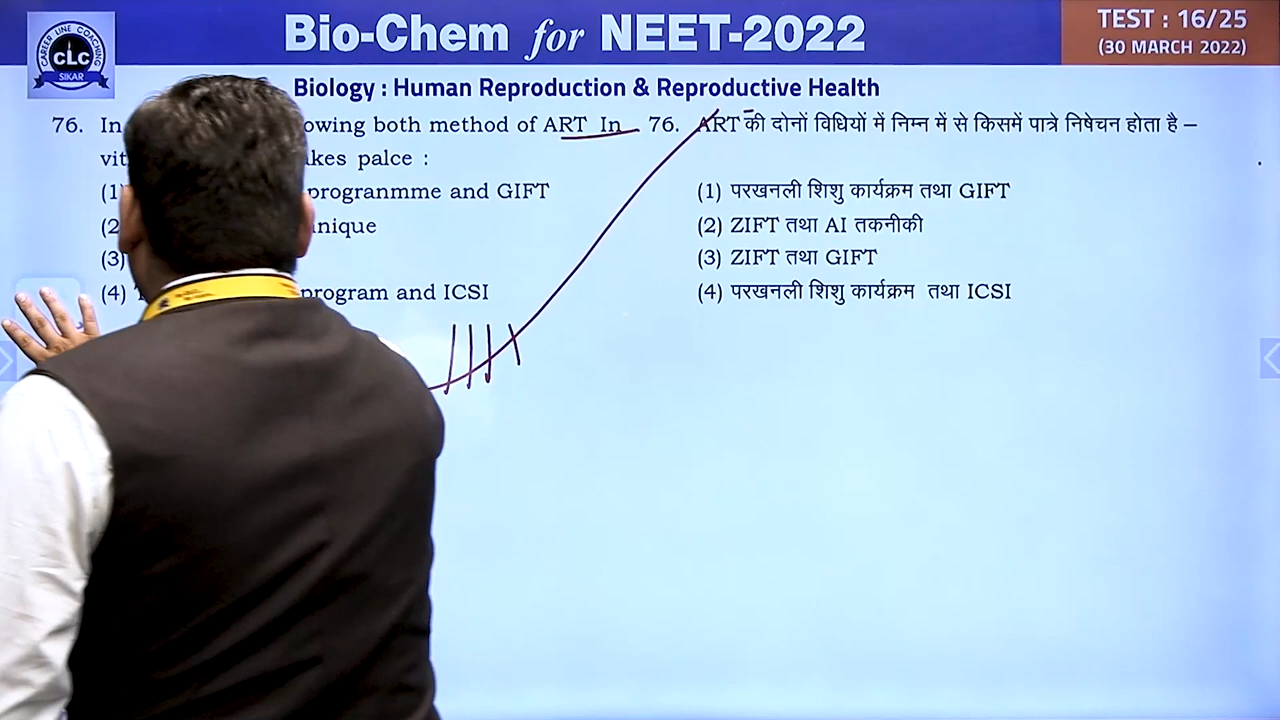 Bio-Chem for NEET-2022
TEST : 16/25
(30 MARCH 2022)
CAREER LINE COACHING
CLC
SIKAR
Biology : Human Reproduction & Reproductive Health
76. In owing both method of ART In
vit akes palce :
(1) progranmme and GIFT
(2 nique
(3)
(4) program and ICSI
76. ART की दोनों विधियों में निम्न में से किसमें पात्रे निषेचन होता है –
(1) परखनली शिशु कार्यक्रम तथा GIFT
(2) ZIFT तथा AI तकनीकी
(3) ZIFT तथा GIFT
(4) परखनली शिशु कार्यक्रम तथा ICSI